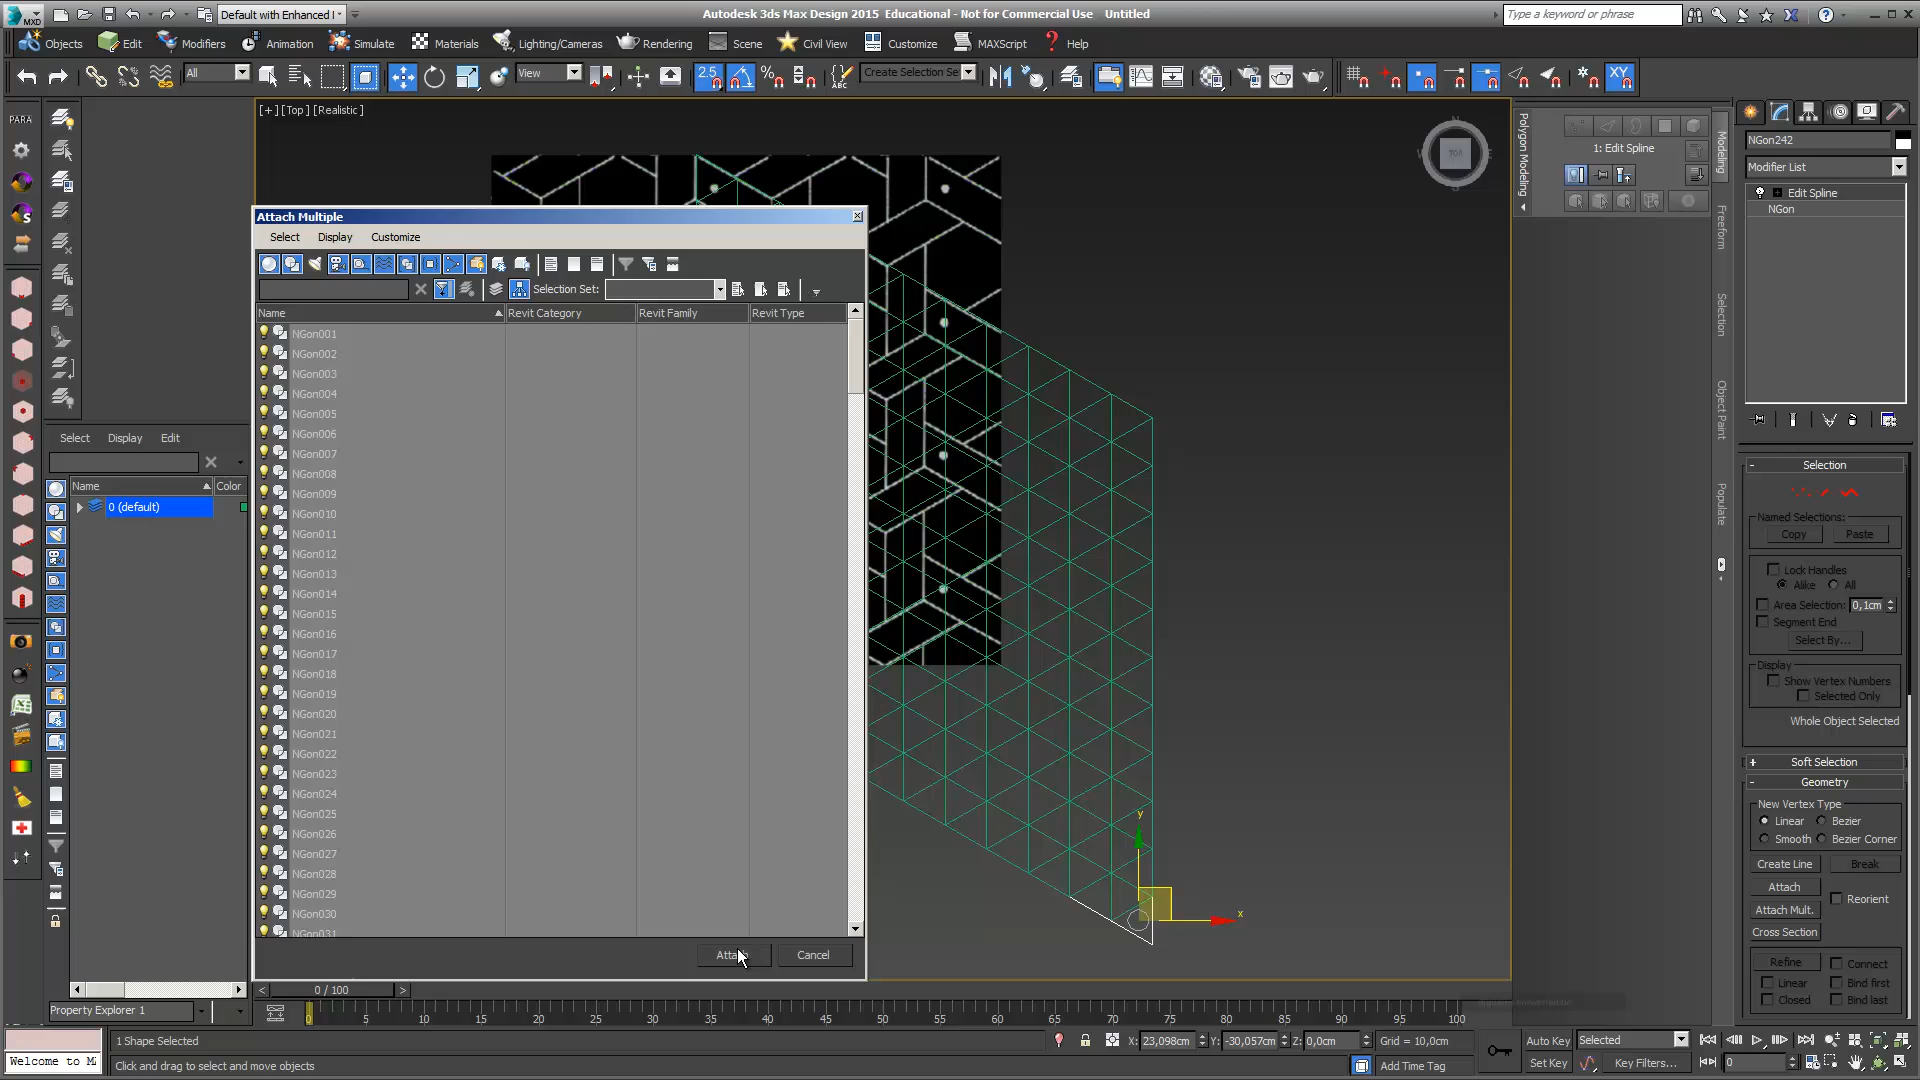 Default with Enhanced I
Autodesk 3ds Max Design 2015 Educational - Not for Commercial Use Untitled
Type a keyword or phrase
MXD
Objects Edit Modifiers Animation Simulate Materials Lighting/Cameras Rendering Scene Civil View Customize MAXScript Help
All
View
2.5
Create Selection Se
XY
PARA
[+] [Top] [Realistic]
TOP
Attach Multiple
Select Display Customize
Selection Set:
Name Revit Category Revit Family Revit Type
NGon001
NGon002
NGon003
NGon004
NGon005
NGon006
NGon007
NGon008
NGon009
NGon010
NGon011
NGon012
NGon013
NGon014
NGon015
NGon016
NGon017
NGon018
NGon019
NGon020
NGon021
NGon022
NGon023
NGon024
NGon025
NGon026
NGon027
NGon028
NGon029
NGon030
NGon031
Attach
Cancel
Select Display Edit
Name Color
0 (default)
Property Explorer 1
y
x
Polygon Modeling
1: Edit Spline
Modeling
Freeform
Selection
Object Paint
Populate
NGon242
Modifier List
Edit Spline
NGon
Selection
Named Selections:
Copy Paste
Lock Handles
Alike All
Area Selection: 0,1cm
Segment End
Select By...
Display
Show Vertex Numbers
Selected Only
Whole Object Selected
Soft Selection
Geometry
New Vertex Type
Linear Bezier
Smooth Bezier Corner
Create Line Break
Attach Reorient
Attach Mult.
Cross Section
Refine Connect
Linear Bind first
Closed Bind last
0 / 100
0 5 10 15 20 25 30 35 40 45 50 55 60 65 70 75 80 85 90 95 100
1 Shape Selected
X: 23,098cm Y: -30,057cm Z: 0,0cm Grid = 10,0cm
Auto Key Selected
Welcome to M
Click and drag to select and move objects
Add Time Tag
Set Key Key Filters...
0